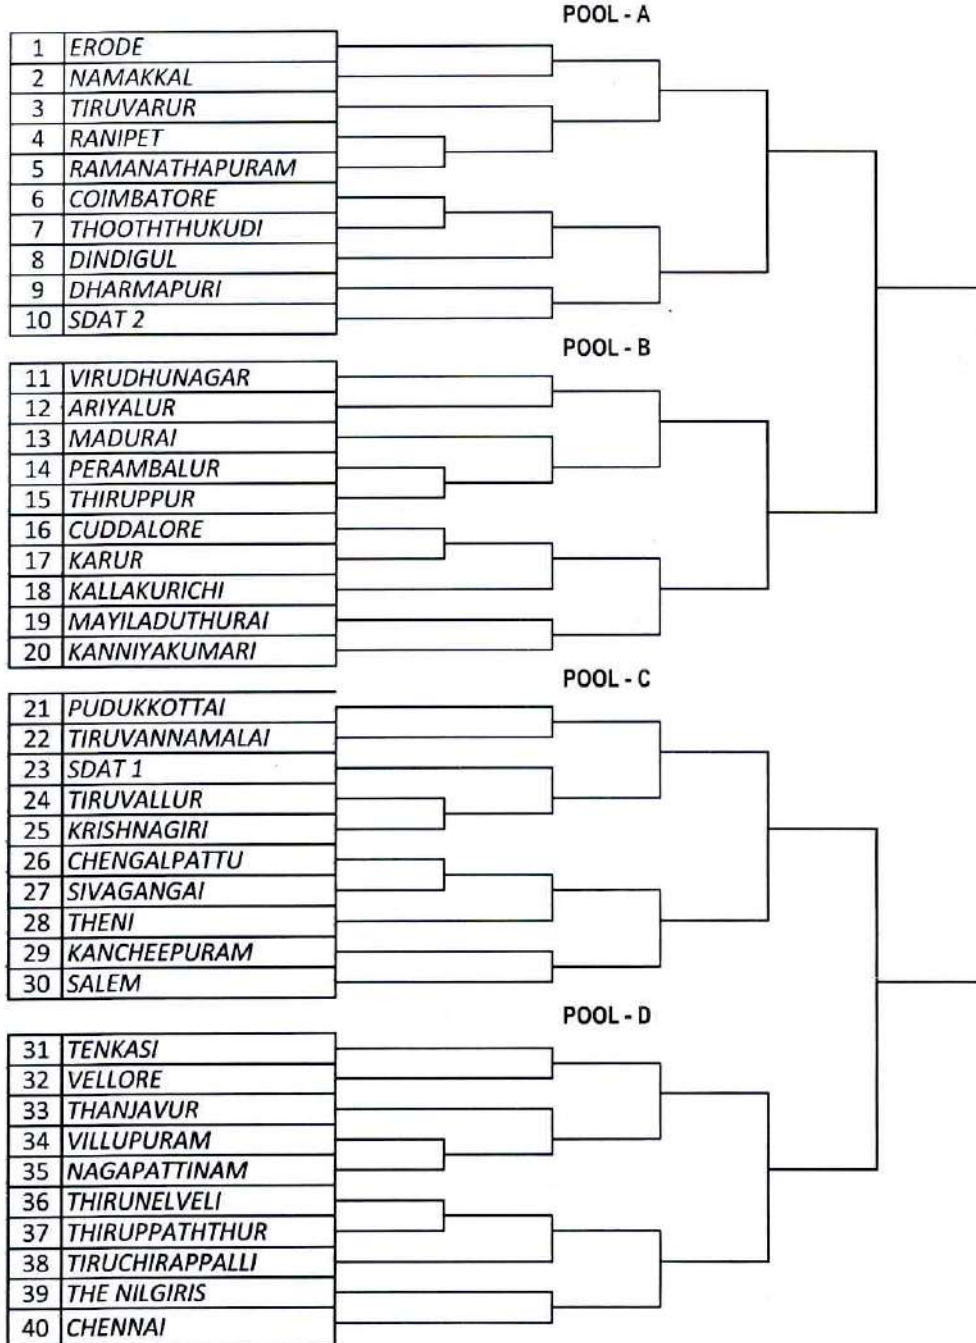 POOL - A
1 ERODE
2 NAMAKKAL
3 TIRUVARUR
4 RANIPET
5 RAMANATHAPURAM
6 COIMBATORE
7 THOOTHTHUKUDI
8 DINDIGUL
9 DHARMAPURI
10 SDAT 2
POOL - B
11 VIRUDHUNAGAR
12 ARIYALUR
13 MADURAI
14 PERAMBALUR
15 THIRUPPUR
16 CUDDALORE
17 KARUR
18 KALLAKURICHI
19 MAYILADUTHURAI
20 KANNIYAKUMARI
POOL - C
21 PUDUKKOTTAI
22 TIRUVANNAMALAI
23 SDAT 1
24 TIRUVALLUR
25 KRISHNAGIRI
26 CHENGALPATTU
27 SIVAGANGAI
28 THENI
29 KANCHEEPURAM
30 SALEM
POOL - D
31 TENKASI
32 VELLORE
33 THANJAVUR
34 VILLUPURAM
35 NAGAPATTINAM
36 THIRUNELVELI
37 THIRUPPATHTHUR
38 TIRUCHIRAPPALLI
39 THE NILGIRIS
40 CHENNAI